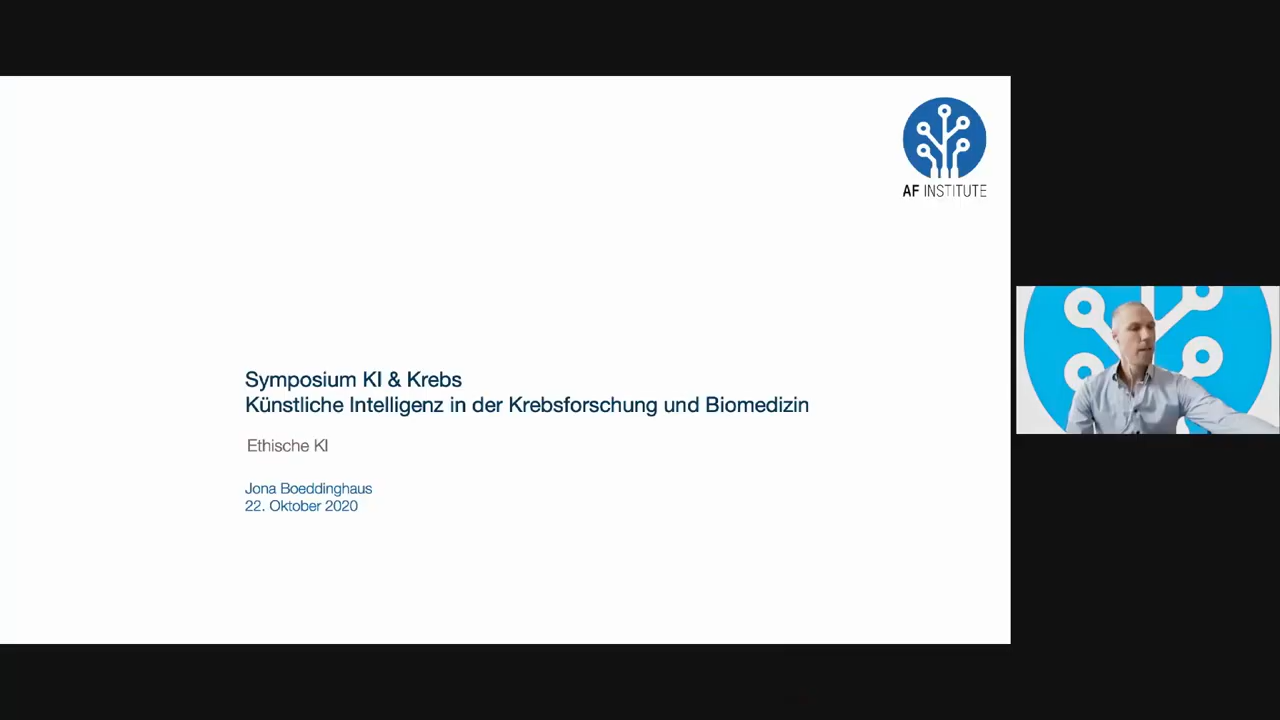 AF INSTITUTE
Symposium KI & Krebs
Künstliche Intelligenz in der Krebsforschung und Biomedizin
Ethische KI
Jona Boeddinghaus
22. Oktober 2020